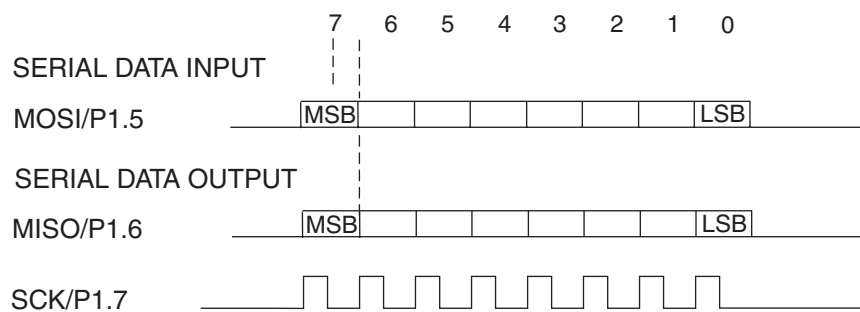 7 6 5 4 3 2 1 0
SERIAL DATA INPUT
MOSI/P1.5 MSB LSB
SERIAL DATA OUTPUT
MISO/P1.6 MSB LSB
SCK/P1.7